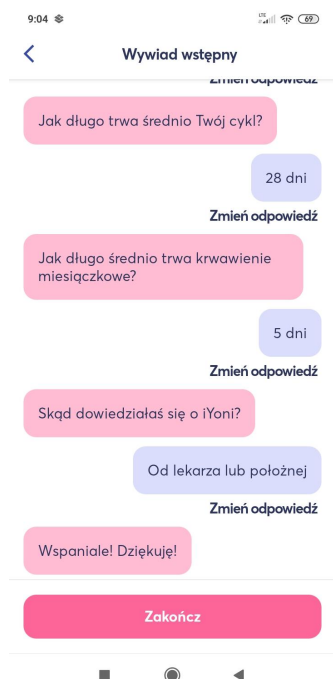 9:04
LTE
69
Wywiad wstępny
Zmień odpowiedź
Jak długo trwa średnio Twój cykl?
28 dni
Zmień odpowiedź
Jak długo średnio trwa krwawienie
miesiączkowe?
5 dni
Zmień odpowiedź
Skąd dowiedziałaś się o iYoni?
Od lekarza lub położnej
Zmień odpowiedź
Wspaniale! Dziękuję!
Zakończ